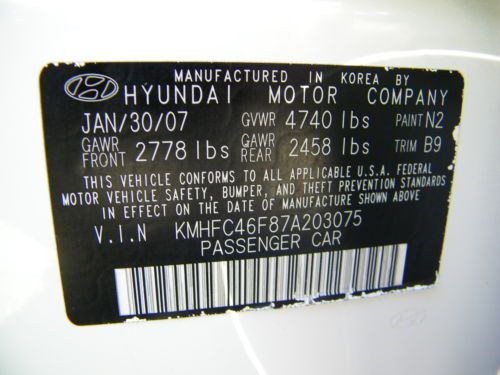 MANUFACTURED IN KOREA BY
HYUNDAI MOTOR COMPANY
JAN/30/07 GVWR 4740 lbs PAINT N2
GAWR FRONT 2778 lbs GAWR REAR 2458 lbs TRIM B9
THIS VEHICLE CONFORMS TO ALL APPLICABLE U.S.A. FEDERAL
MOTOR VEHICLE SAFETY, BUMPER, AND THEFT PREVENTION STANDARDS
IN EFFECT ON THE DATE OF MANUFACTURE SHOWN ABOVE.
V.I.N KMHFC46F87A203075
PASSENGER CAR